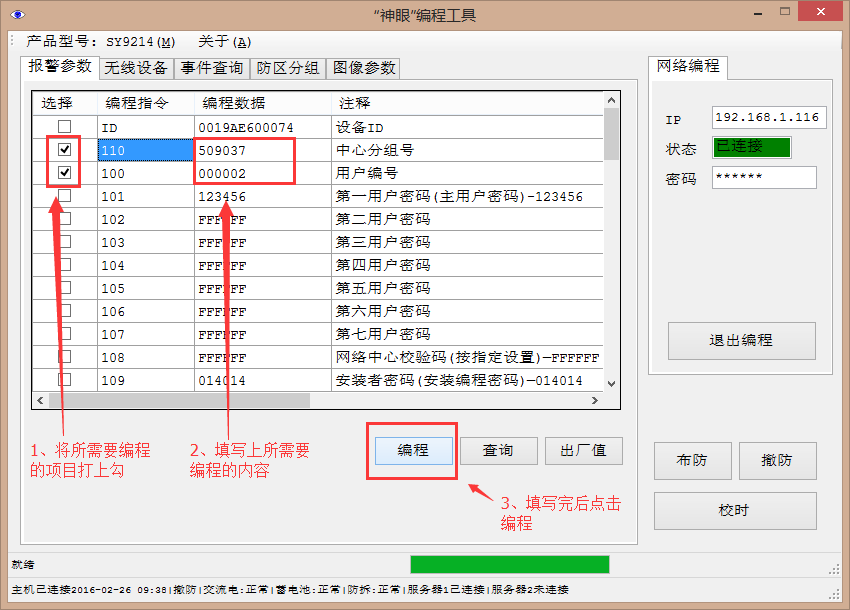 “神眼”编程工具
产品型号: SY9214(M) 关于(A)
报警参数 无线设备 事件查询 防区分组 图像参数
选择 编程指令 编程数据 注释
ID 0019AE600074 设备ID
110 509037 中心分组号
100 000002 用户编号
101 123456 第一用户密码(主用户密码)-123456
102 FFFFFF 第二用户密码
103 FFFFFF 第三用户密码
104 FFFFFF 第四用户密码
105 FFFFFF 第五用户密码
106 FFFFFF 第六用户密码
107 FFFFFF 第七用户密码
108 FFFFFF 网络中心校验码(按指定设置)—FFFFFF
109 014014 安装者密码(安装编程密码)—014014
1、将所需要编程
的项目打上勾
2、填写上所需要
编程的内容
编程 查询 出厂值
3、填写完后点击
编程
网络编程
IP 192.168.1.116
状态 已连接
密码 ******
退出编程
布防 撤防
校时
就绪
主机已连接2016-02-26 09:38|撤防|交流电:正常|蓄电池:正常|防拆:正常|服务器1已连接|服务器2未连接